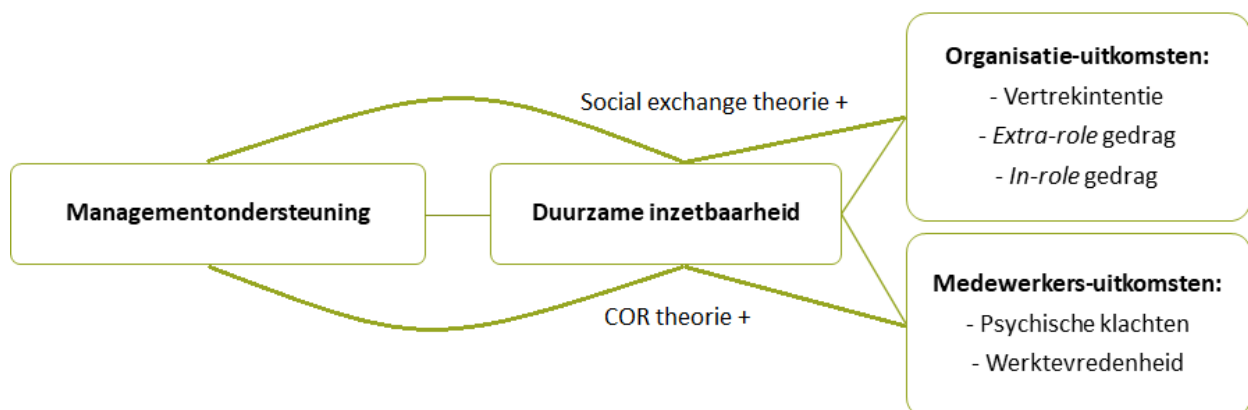 Managementondersteuning
Duurzame inzetbaarheid
Social exchange theorie +
COR theorie +
Organisatie-uitkomsten:
- Vertrekintentie
- Extra-role gedrag
- In-role gedrag
Medewerkers-uitkomsten:
- Psychische klachten
- Werktevredenheid